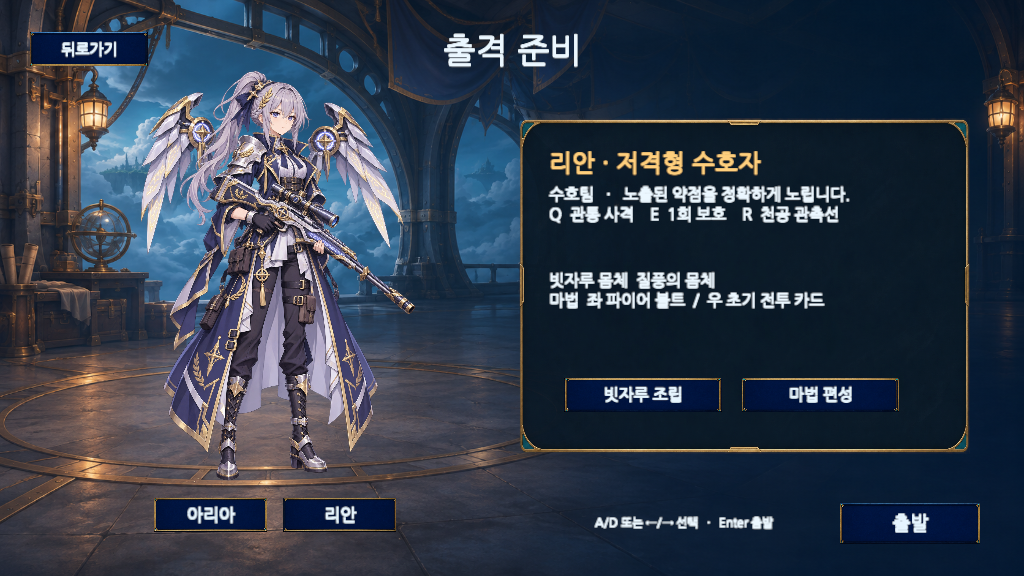 뒤로가기
출격 준비
리안 · 저격형 수호자
수호팀 · 노출된 약점을 정확하게 노립니다.
Q 관통 사격 E 1회 보호 R 천공 관측선
빗자루 몸체 질풍의 몸체
마법 좌 파이어 볼트 / 우 초기 전투 카드
빗자루 조립
마법 편성
아리아
리안
A/D 또는 ←/→ 선택 · Enter 출발
출발